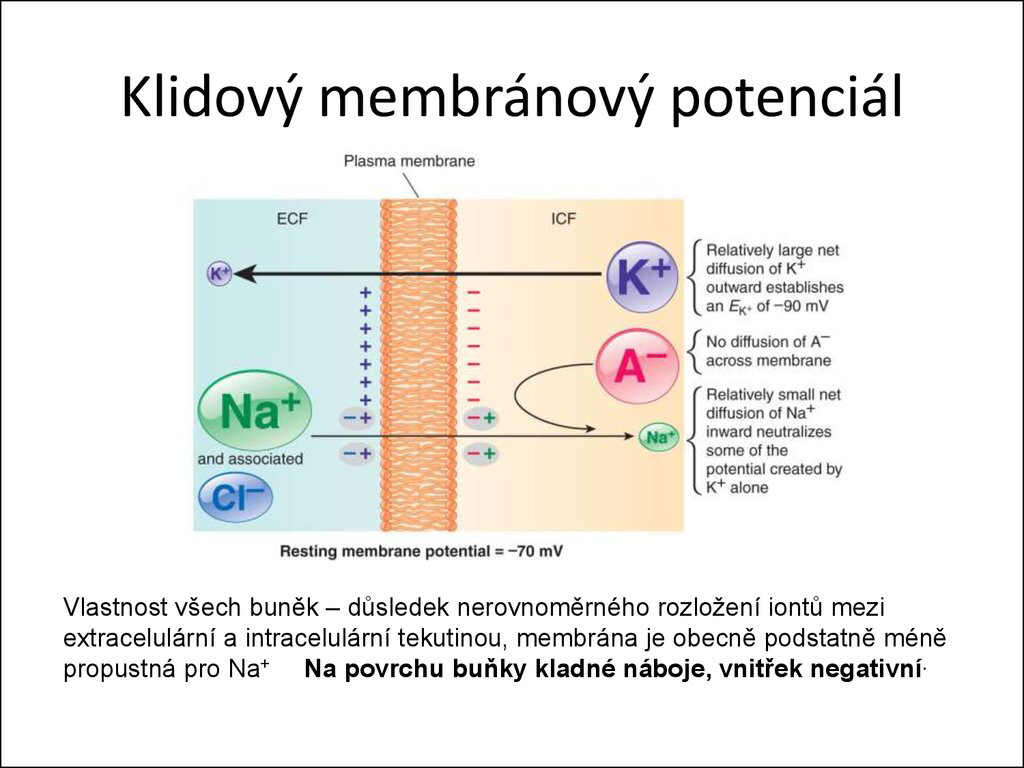 Klidový membránový potenciál
Plasma membrane
ECF
ICF
K+
K+
Relatively large net
diffusion of K+
outward establishes
an EK+ of −90 mV
+ −
+ −
+ −
+ −
+ −
+ −
+ −
A−
No diffusion of A−
across membrane
Na+
−+ −+
−+ −+
Na+
Relatively small net
diffusion of Na+
inward neutralizes
some of the
potential created by
K+ alone
and associated
Cl−
Resting membrane potential = −70 mV
Vlastnost všech buněk – důsledek nerovnoměrného rozložení iontů mezi
extracelulární a intracelulární tekutinou, membrána je obecně podstatně méně
propustná pro Na+ Na povrchu buňky kladné náboje, vnitřek negativní.